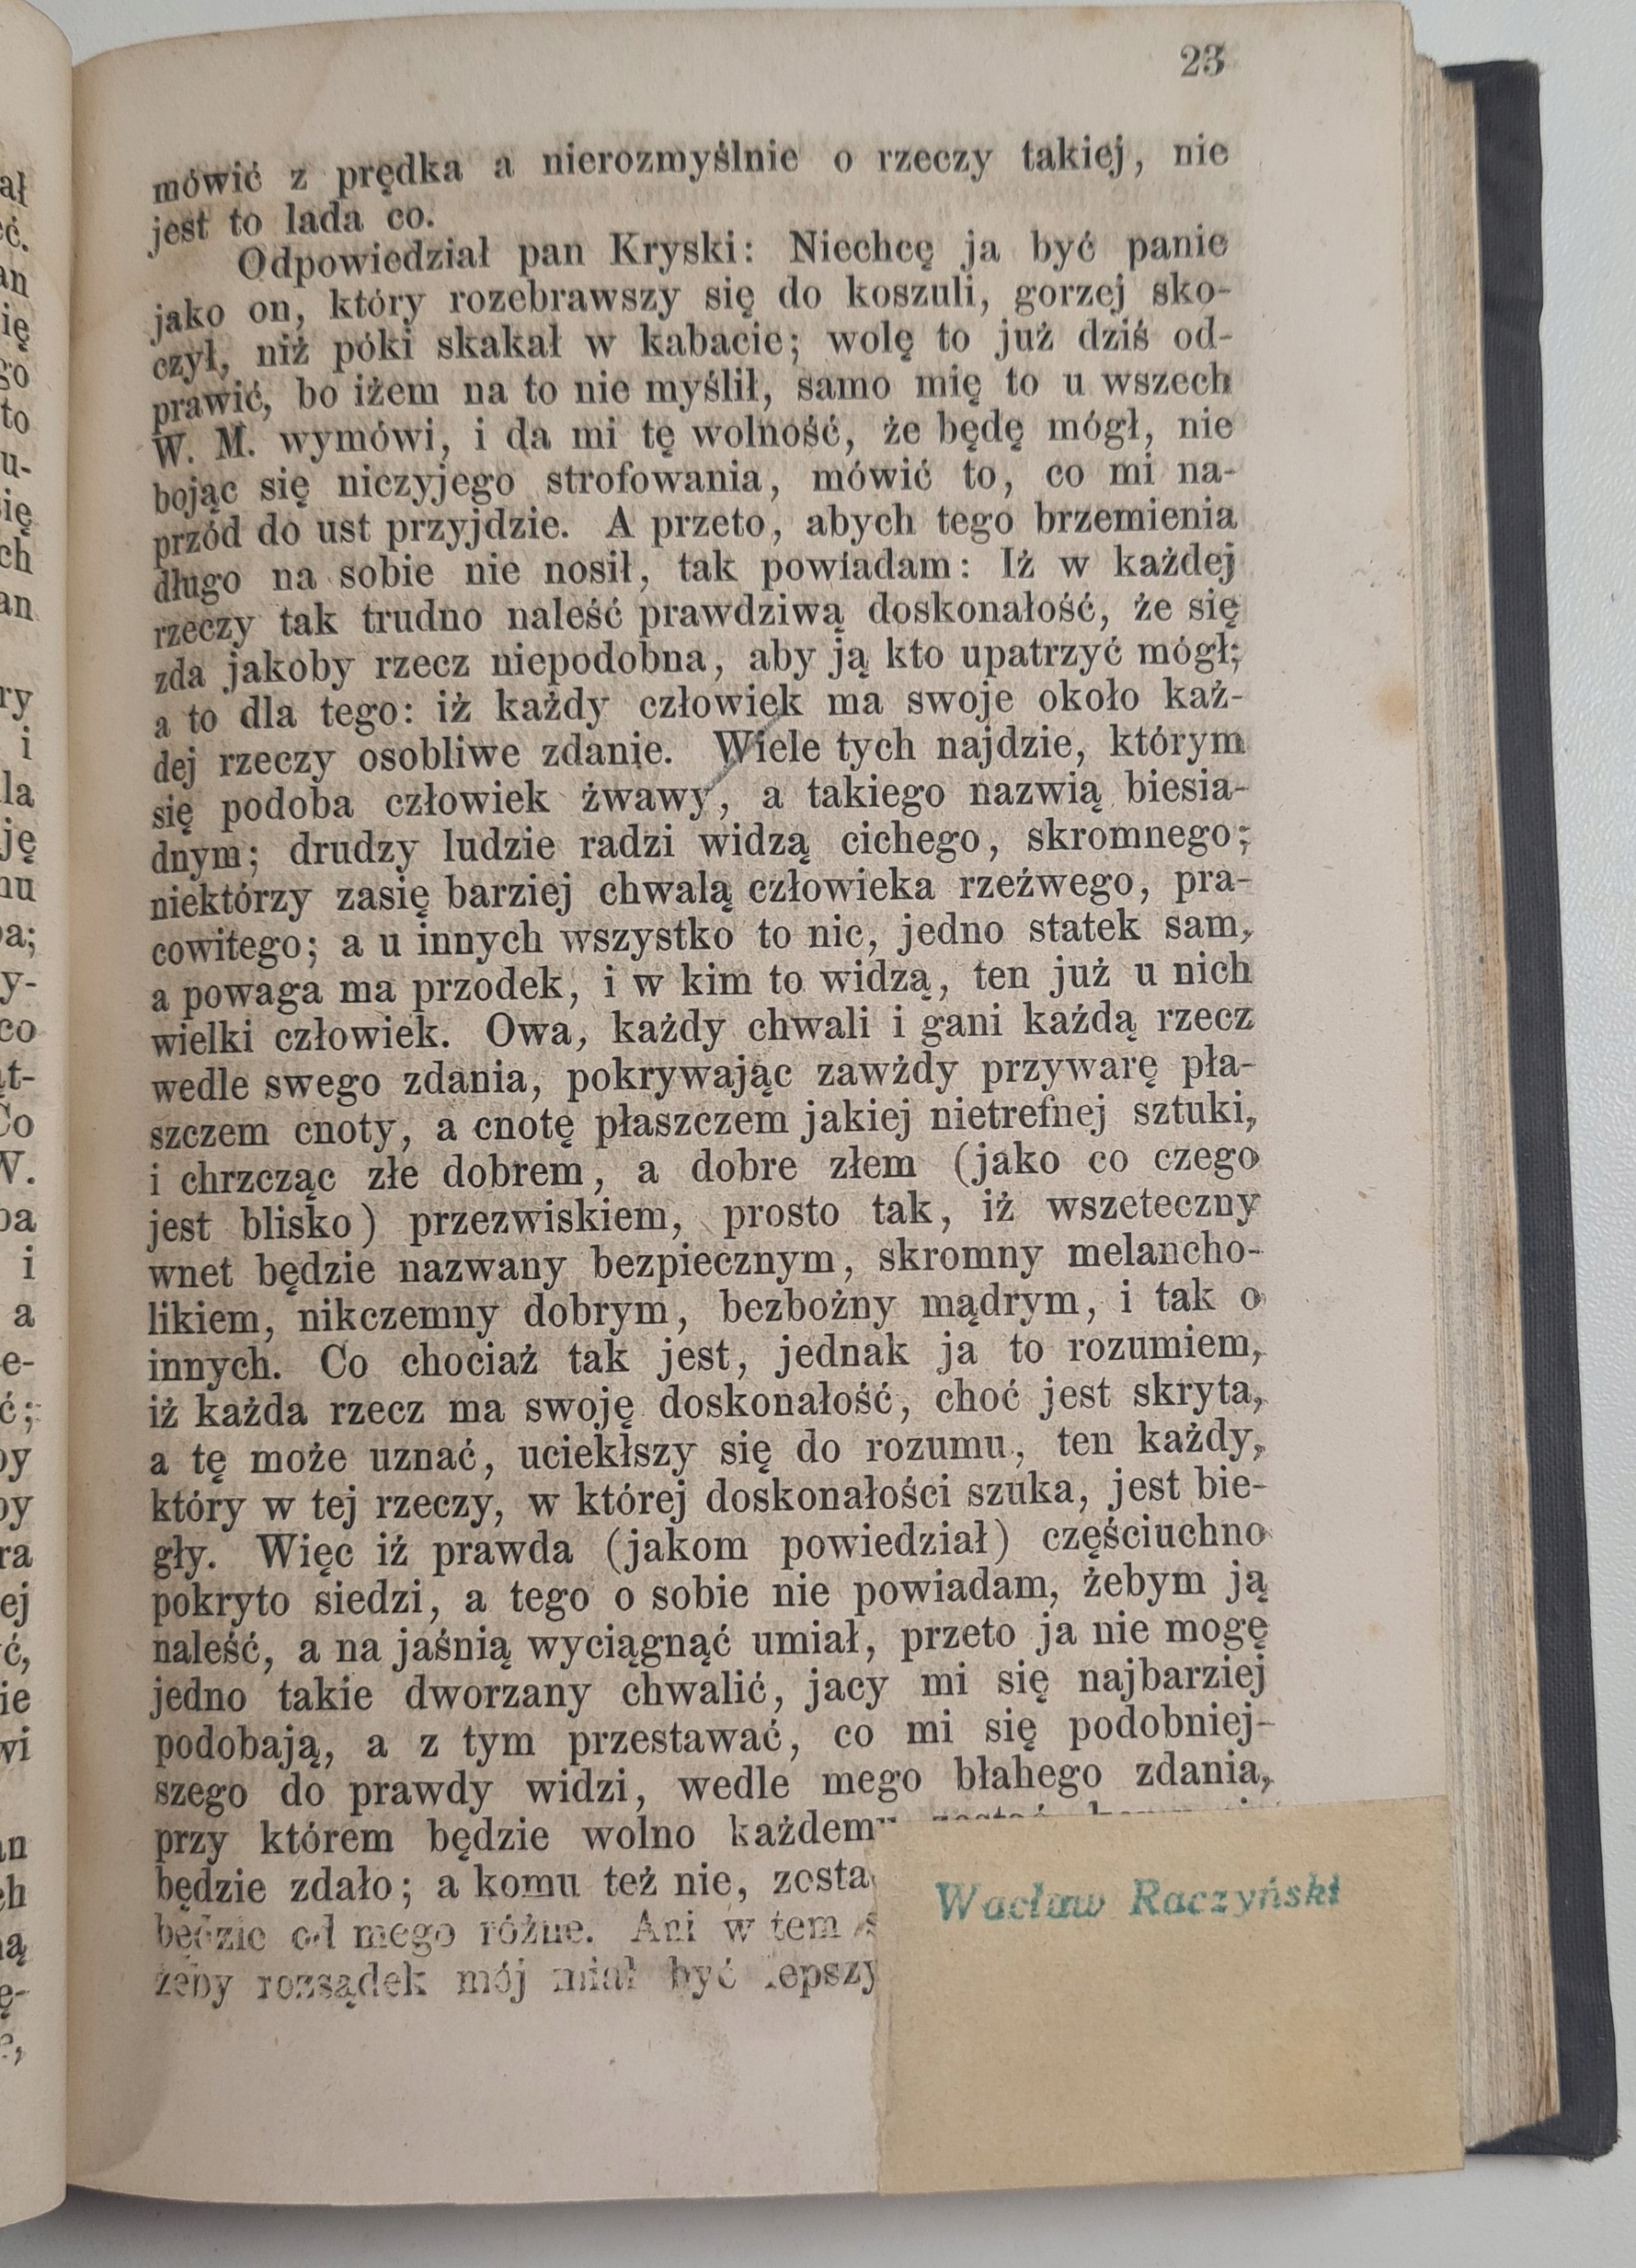 23
mówić z prędka a nierozmyślnie o rzeczy takiej, nie
jest to lada co.
Odpowiedział pan Kryski: Niechcę ja być panie
jako on, który rozebrawszy się do koszuli, gorzej sko-
czył, niż póki skakał w kabacie; wolę to już dziś od-
prawić, bo iżem na to nie myślił, samo mię to u wszech
W. M. wymówi, i da mi tę wolność, że będę mógł, nie
bojąc się niczyjego strofowania, mówić to, co mi na-
przód do ust przyjdzie. A przeto, abych tego brzemienia
długo na sobie nie nosił, tak powiadam: Iż w każdej
rzeczy tak trudno naleść prawdziwą doskonałość, że się
zda jakoby rzecz niepodobna, aby ją kto upatrzyć mógł;
a to dla tego: iż każdy człowiek ma swoje około każ-
dej rzeczy osobliwe zdanie. Wiele tych najdzie, którym
się podoba człowiek żwawy, a takiego nazwią biesia-
dnym; drudzy ludzie radzi widzą cichego, skromnego;
niektórzy zasię barziej chwalą człowieka rzeźwego, pra-
cowitego; a u innych wszystko to nic, jedno statek sam,
a powaga ma przodek, i w kim to widzą, ten już u nich
wielki człowiek. Owa, każdy chwali i gani każdą rzecz
wedle swego zdania, pokrywając zawżdy przywarę pła-
szczem cnoty, a cnotę płaszczem jakiej nietrefnej sztuki,
i chrzcząc złe dobrem, a dobre złem (jako co czego
jest blisko) przezwiskiem, prosto tak, iż wszeteczny
wnet będzie nazwany bezpiecznym, skromny melancho-
likiem, nikczemny dobrym, bezbożny mądrym, i tak o
innych. Co chociaż tak jest, jednak ja to rozumiem,
iż każda rzecz ma swoję doskonałość, choć jest skryta,
a tę może uznać, uciekłszy się do rozumu, ten każdy,
który w tej rzeczy, w której doskonałości szuka, jest bie-
gły. Więc iż prawda (jakom powiedział) częściuchno
pokryto siedzi, a tego o sobie nie powiadam, żebym ją
naleść, a na jaśnią wyciągnąć umiał, przeto ja nie mogę
jedno takie dworzany chwalić, jacy mi się najbarziej
podobają, a z tym przestawać, co mi się podobniej-
szego do prawdy widzi, wedle mego błahego zdania,
przy którem będzie wolno każdemu
będzie zdało; a komu też nie, zosta
będzie od mego różne. Ani w tem
żeby rozsądek mój miał być lepszy
Wacław Raczyński